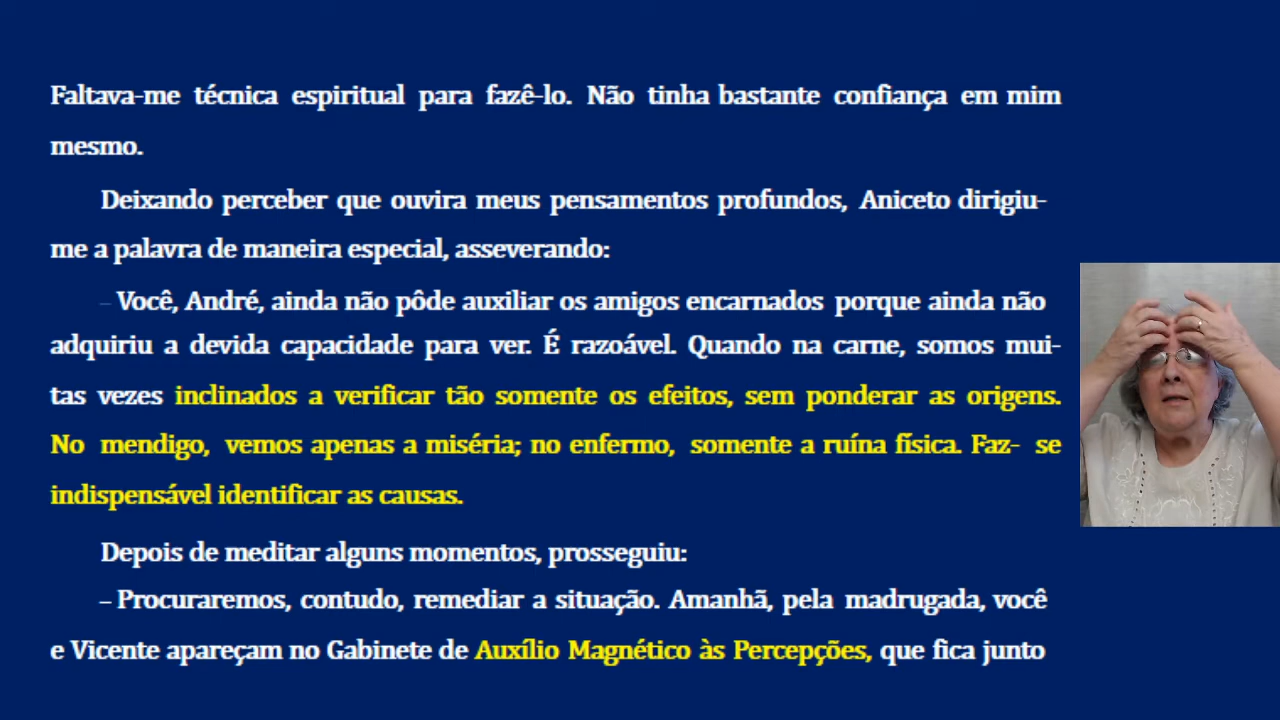 Faltava-me técnica espiritual para fazê-lo. Não tinha bastante confiança em mim
mesmo.
Deixando perceber que ouvira meus pensamentos profundos, Aniceto dirigiu-
me a palavra de maneira especial, asseverando:
– Você, André, ainda não pôde auxiliar os amigos encarnados porque ainda não
adquiriu a devida capacidade para ver. É razoável. Quando na carne, somos mui-
tas vezes inclinados a verificar tão somente os efeitos, sem ponderar as origens.
No mendigo, vemos apenas a miséria; no enfermo, somente a ruína física. Faz- se
indispensável identificar as causas.
Depois de meditar alguns momentos, prosseguiu:
– Procuraremos, contudo, remediar a situação. Amanhã, pela madrugada, você
e Vicente apareçam no Gabinete de Auxílio Magnético às Percepções, que fica junto